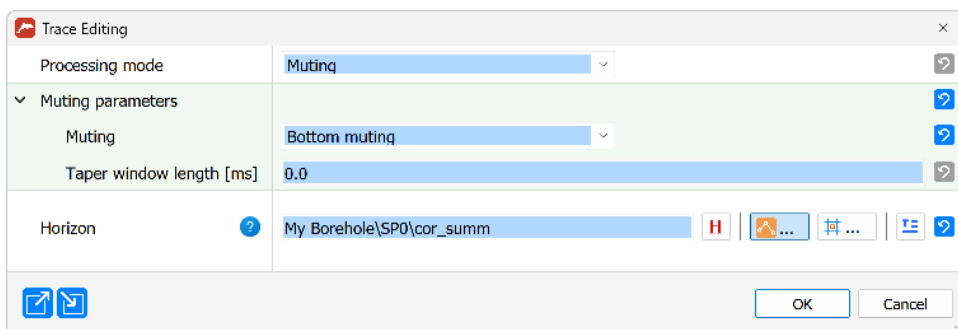 Trace Editing
Processing mode Muting
Muting parameters
Muting Bottom muting
Taper window length [ms] 0.0
Horizon ? My Borehole\SP0\cor_summ H ... ...
OK Cancel